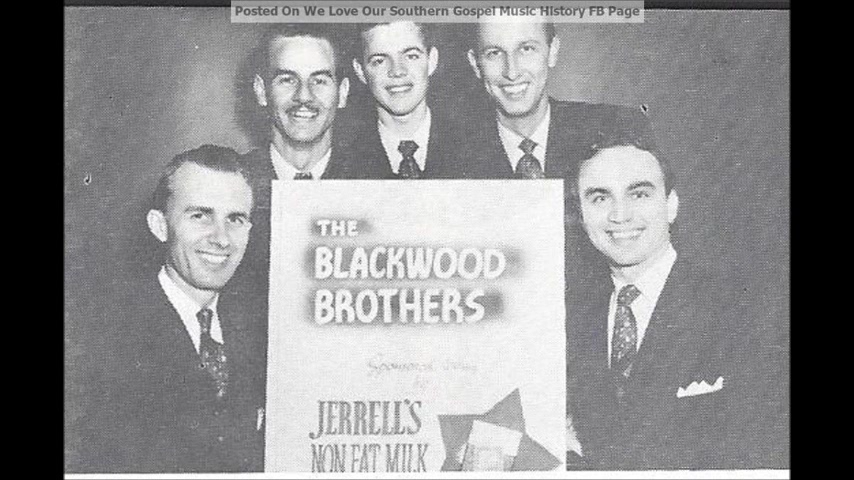 Posted On We Love Our Southern Gospel Music History FB Page
THE
BLACKWOOD
BROTHERS
JERRELL'S
NON FAT MILK